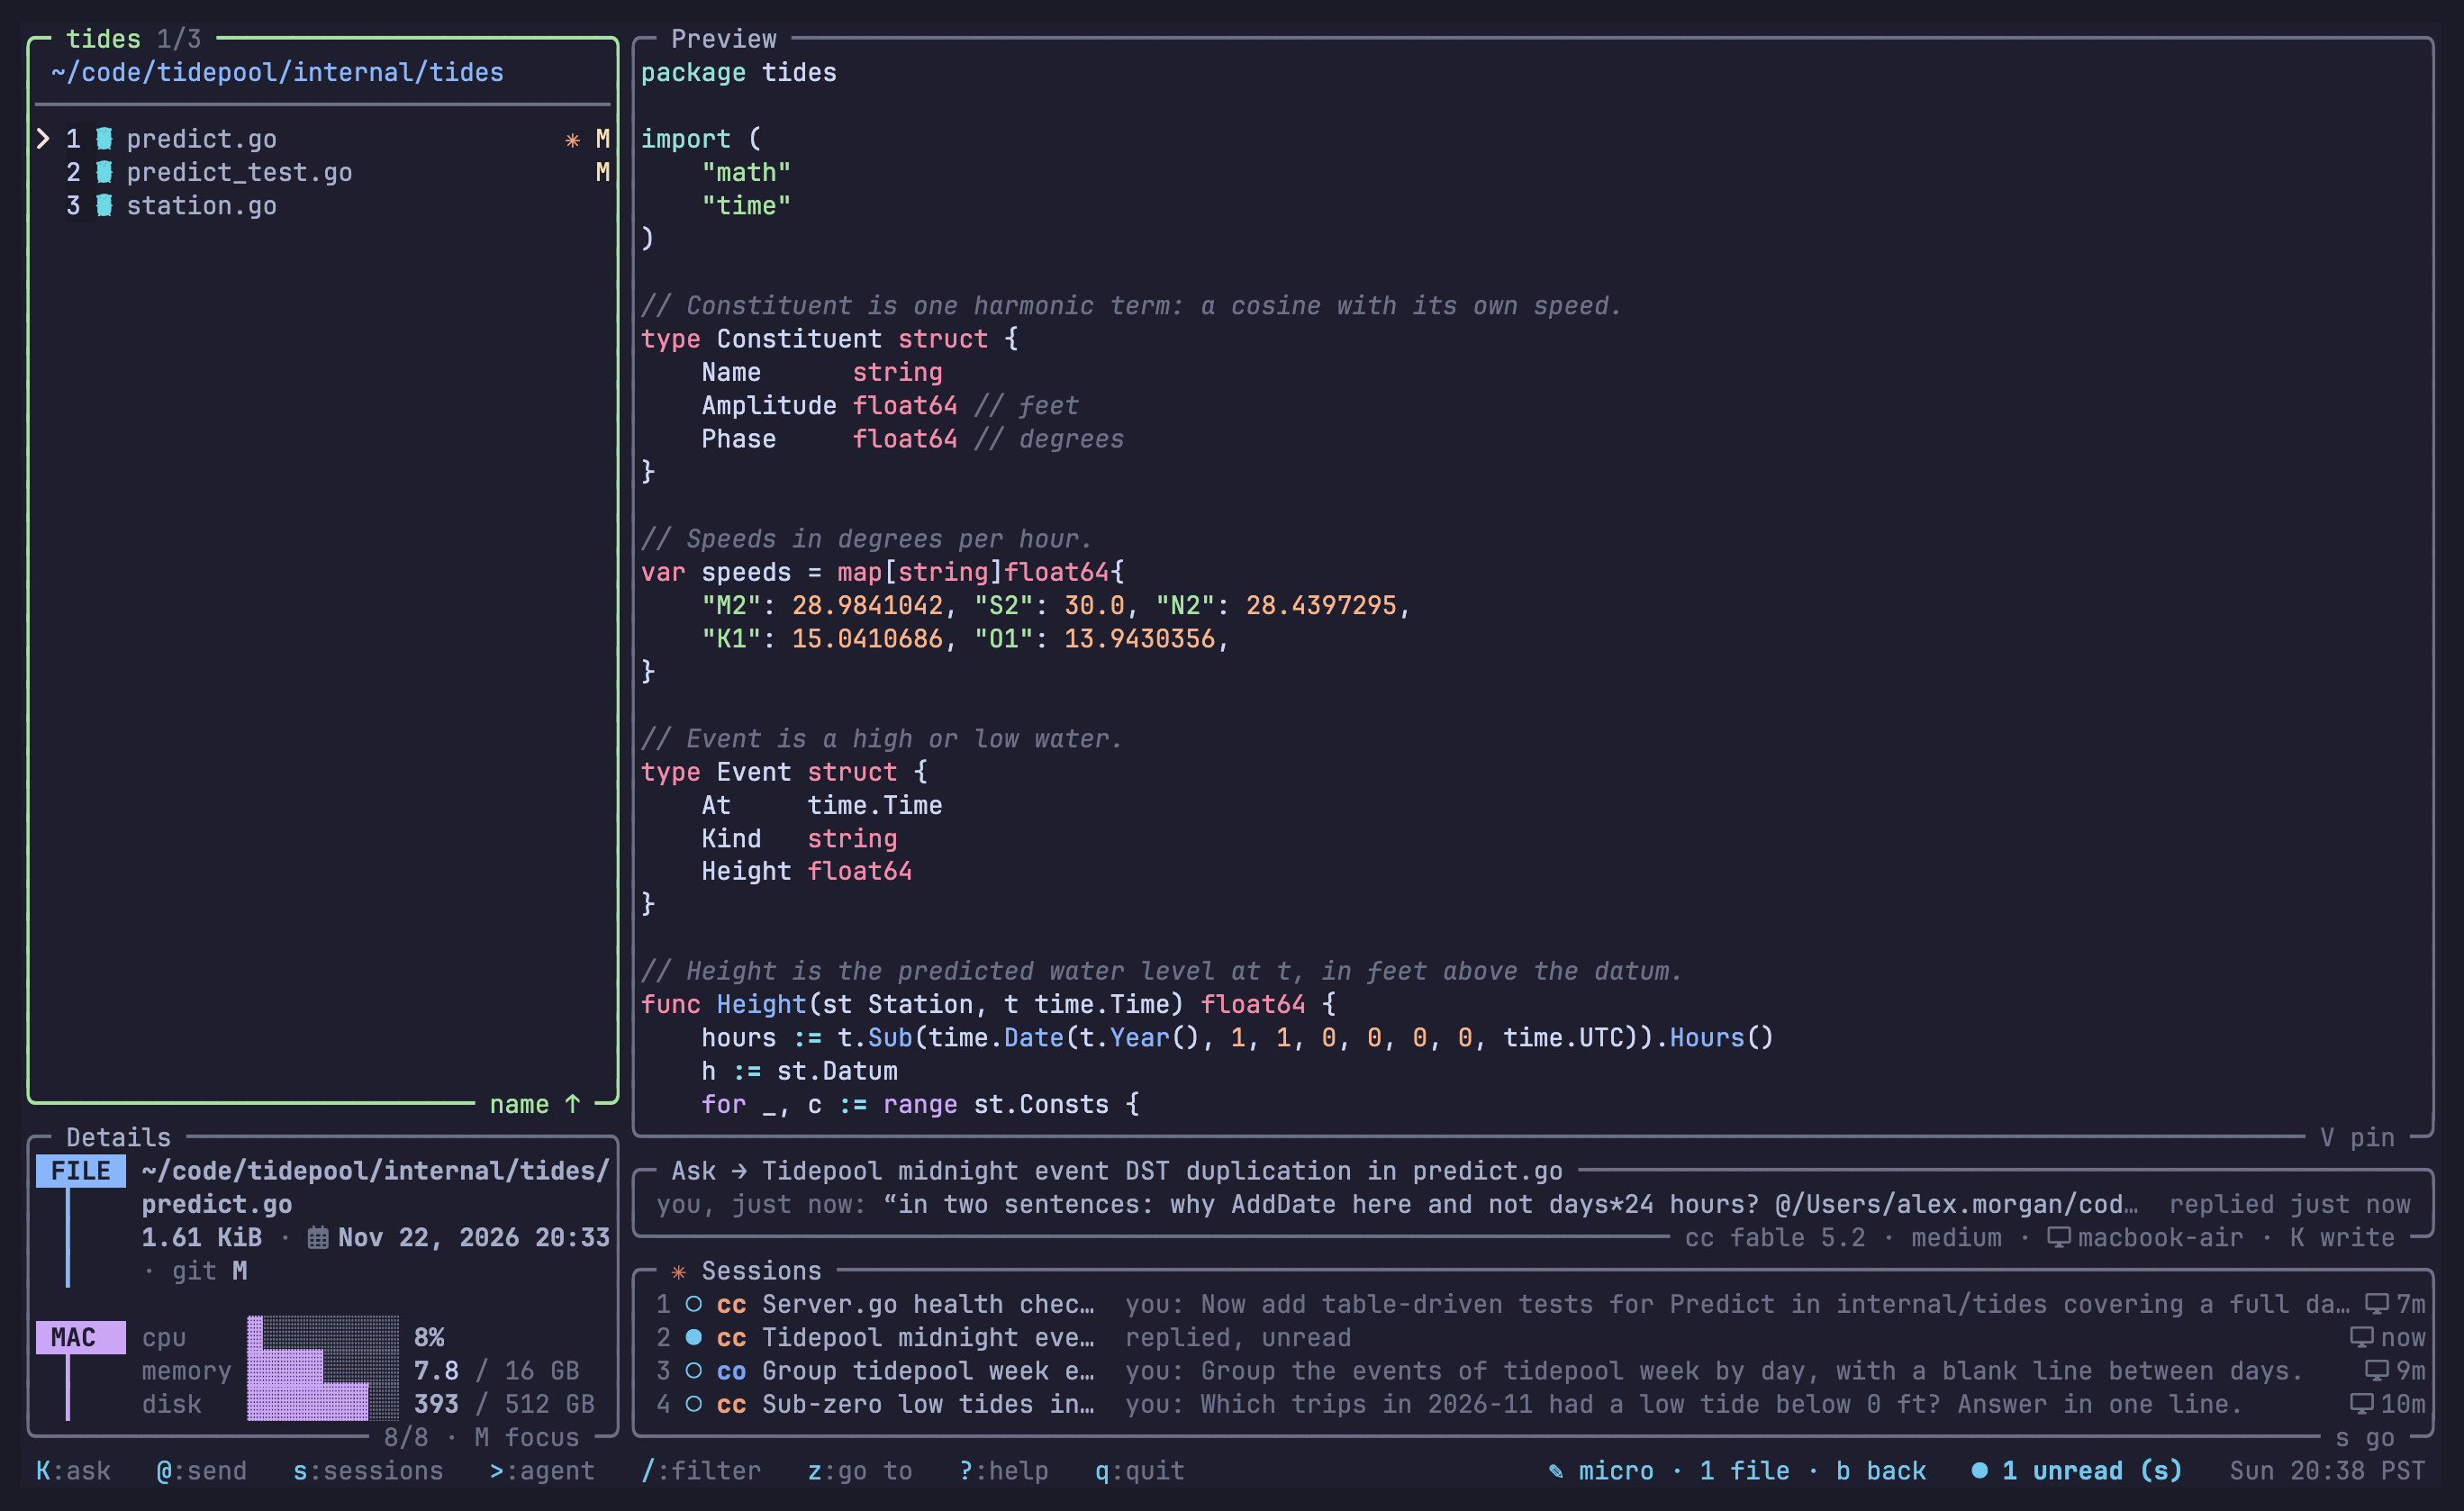 tides 1/3
~/code/tidepool/internal/tides
1 predict.go ✳ M
2 predict_test.go M
3 station.go
name ↑
Preview
package tides
import (
    "math"
    "time"
)
// Constituent is one harmonic term: a cosine with its own speed.
type Constituent struct {
    Name      string
    Amplitude float64 // feet
    Phase     float64 // degrees
}
// Speeds in degrees per hour.
var speeds = map[string]float64{
    "M2": 28.9841042, "S2": 30.0, "N2": 28.4397295,
    "K1": 15.0410686, "O1": 13.9430356,
}
// Event is a high or low water.
type Event struct {
    At     time.Time
    Kind   string
    Height float64
}
// Height is the predicted water level at t, in feet above the datum.
func Height(st Station, t time.Time) float64 {
    hours := t.Sub(time.Date(t.Year(), 1, 1, 0, 0, 0, 0, time.UTC)).Hours()
    h := st.Datum
    for _, c := range st.Consts {
V pin
Details
FILE ~/code/tidepool/internal/tides/
predict.go
1.61 KiB · Nov 22, 2026 20:33
· git M
MAC cpu 8%
memory 7.8 / 16 GB
disk 393 / 512 GB
8/8 · M focus
Ask → Tidepool midnight event DST duplication in predict.go
you, just now: “in two sentences: why AddDate here and not days*24 hours? @/Users/alex.morgan/cod… replied just now
cc fable 5.2 · medium · macbook-air · K write
✳ Sessions
1 ○ cc Server.go health chec… you: Now add table-driven tests for Predict in internal/tides covering a full da… 7m
2 ● cc Tidepool midnight eve… replied, unread now
3 ○ co Group tidepool week e… you: Group the events of tidepool week by day, with a blank line between days. 9m
4 ○ cc Sub-zero low tides in… you: Which trips in 2026-11 had a low tide below 0 ft? Answer in one line. 10m
s go
K:ask @:send s:sessions >:agent /:filter z:go to ?:help q:quit ✎ micro · 1 file · b back ● 1 unread (s) Sun 20:38 PST